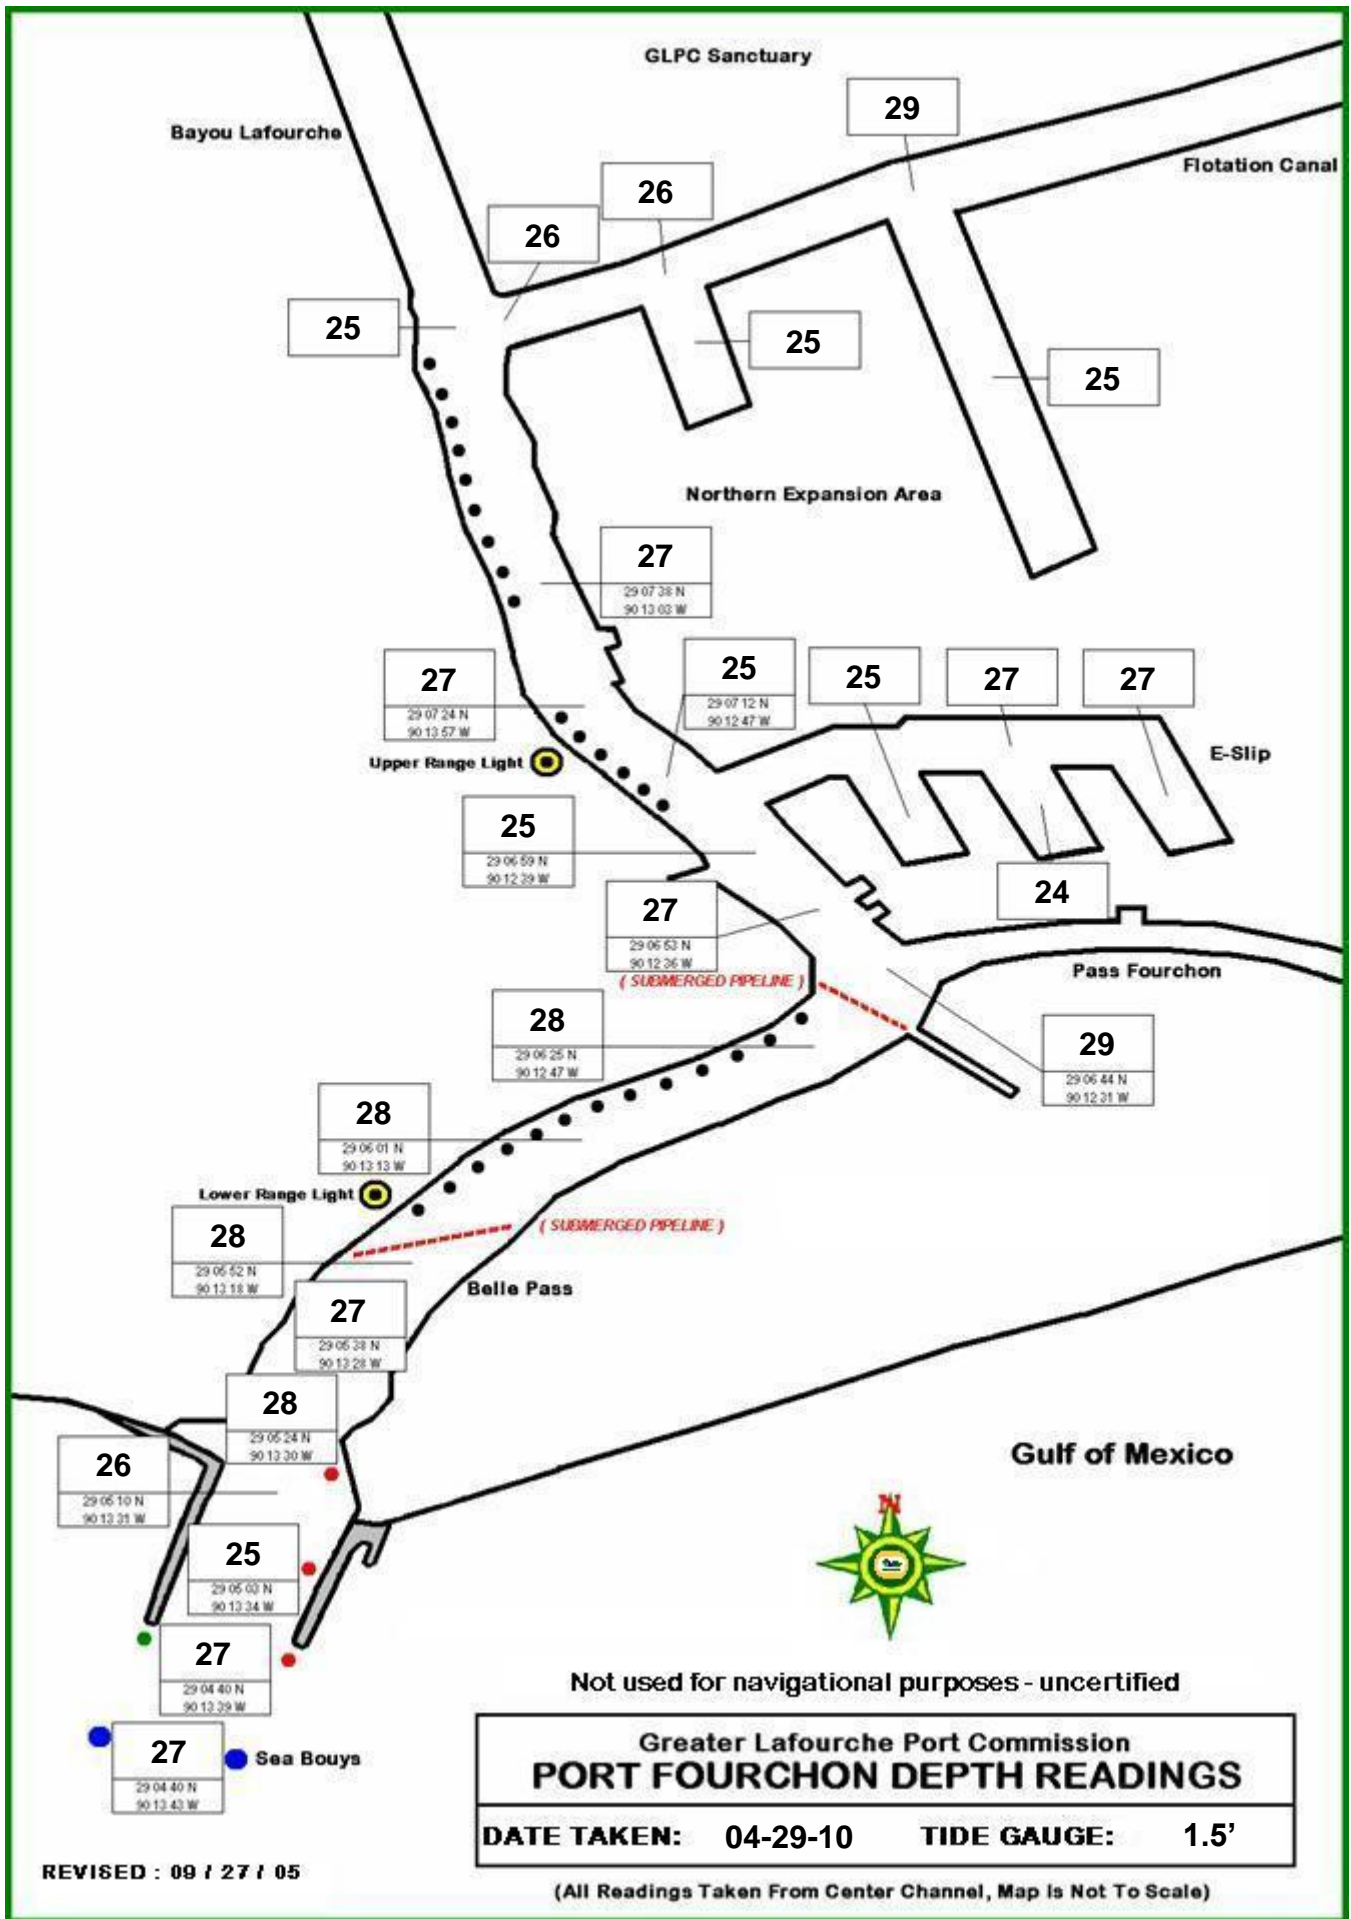 GLPC Sanctuary
29
Bayou Lafourche
Flotation Canal
26
26
25
25
25
Northern Expansion Area
27
29 07 38 N
90 13 03 W
27
29 07 24 N
90 13 57 W
25
29 07 12 N
90 12 47 W
25
27
27
E-Slip
Upper Range Light
25
29 06 59 N
90 12 39 W
24
27
29 06 53 N
90 12 36 W
Pass Fourchon
( SUBMERGED PIPELINE )
28
29 06 25 N
90 12 47 W
29
29 06 44 N
90 12 31 W
28
29 06 01 N
90 13 13 W
Lower Range Light
28
29 05 52 N
90 13 18 W
( SUBMERGED PIPELINE )
Belle Pass
27
29 05 38 N
90 13 28 W
28
29 05 24 N
90 13 30 W
Gulf of Mexico
26
29 05 10 N
90 13 31 W
N
25
29 05 03 N
90 13 34 W
27
29 04 40 N
90 13 39 W
Not used for navigational purposes - uncertified
27
29 04 40 N
90 13 43 W
Sea Bouys
Greater Lafourche Port Commission
PORT FOURCHON DEPTH READINGS
DATE TAKEN: 04-29-10 TIDE GAUGE: 1.5’
REVISED : 09 / 27 / 05
(All Readings Taken From Center Channel, Map Is Not To Scale)